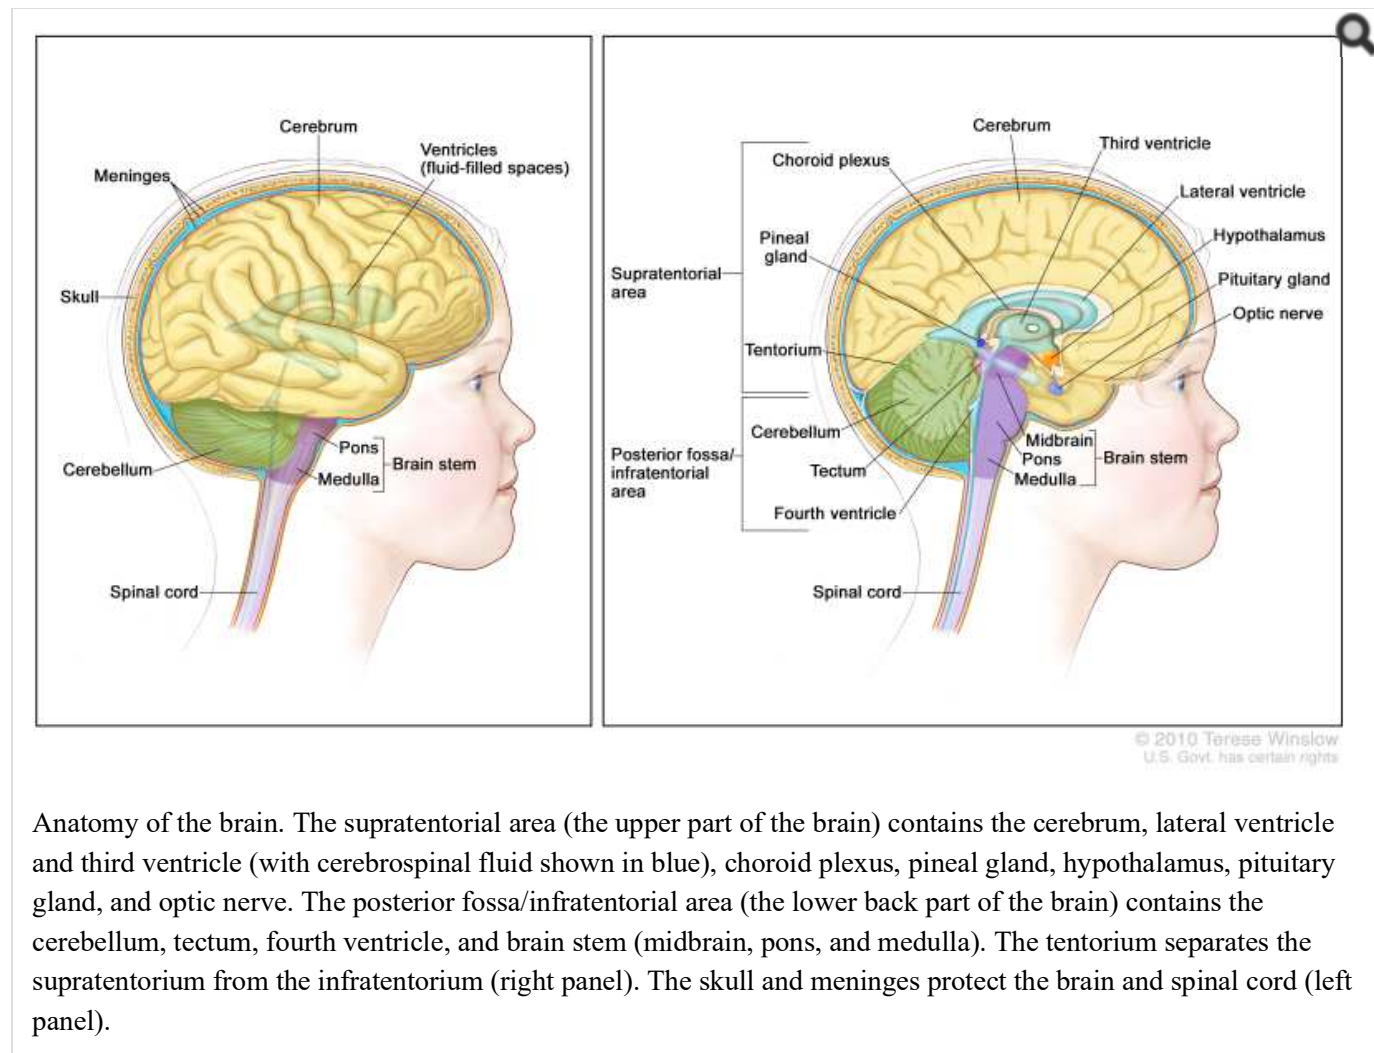 Cerebrum
Ventricles
(fluid-filled spaces)
Meninges
Skull
Pons
Brain stem
Medulla
Cerebellum
Spinal cord
Cerebrum
Third ventricle
Choroid plexus
Lateral ventricle
Pineal
gland
Hypothalamus
Supratentorial
area
Pituitary gland
Optic nerve
Tentorium
Cerebellum
Midbrain
Pons
Brain stem
Medulla
Posterior fossa/
infratentorial
area
Tectum
Fourth ventricle
Spinal cord
© 2010 Terese Winslow
U.S. Govt. has certain rights
Anatomy of the brain. The supratentorial area (the upper part of the brain) contains the cerebrum, lateral ventricle
and third ventricle (with cerebrospinal fluid shown in blue), choroid plexus, pineal gland, hypothalamus, pituitary
gland, and optic nerve. The posterior fossa/infratentorial area (the lower back part of the brain) contains the
cerebellum, tectum, fourth ventricle, and brain stem (midbrain, pons, and medulla). The tentorium separates the
supratentorium from the infratentorium (right panel). The skull and meninges protect the brain and spinal cord (left
panel).